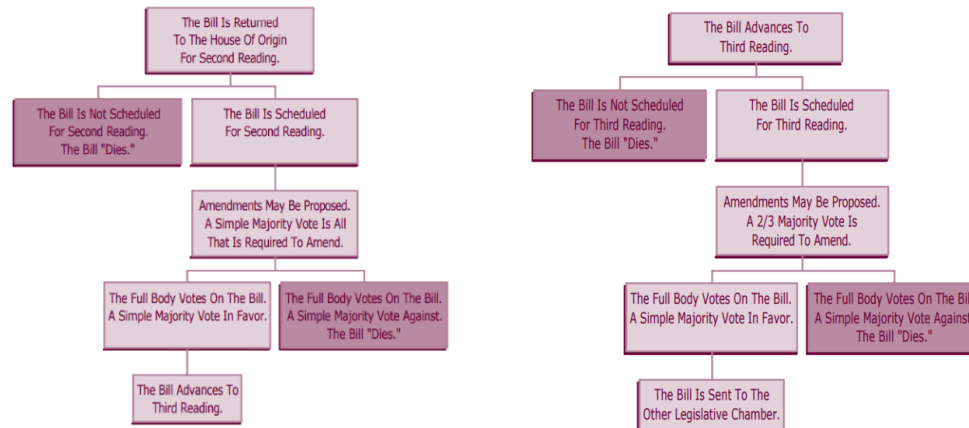 The Bill Is Returned
To The House Of Origin
For Second Reading.
The Bill Is Not Scheduled
For Second Reading.
The Bill "Dies."
The Bill Is Scheduled
For Second Reading.
Amendments May Be Proposed.
A Simple Majority Vote Is All
That Is Required To Amend.
The Full Body Votes On The Bill.
A Simple Majority Vote In Favor.
The Full Body Votes On The Bill.
A Simple Majority Vote Against.
The Bill "Dies."
The Bill Advances To
Third Reading.
The Bill Advances To
Third Reading.
The Bill Is Not Scheduled
For Third Reading.
The Bill "Dies."
The Bill Is Scheduled
For Third Reading.
Amendments May Be Proposed.
A 2/3 Majority Vote Is
Required To Amend.
The Full Body Votes On The Bill.
A Simple Majority Vote In Favor.
The Full Body Votes On The Bil
A Simple Majority Vote Against
The Bill "Dies."
The Bill Is Sent To The
Other Legislative Chamber.